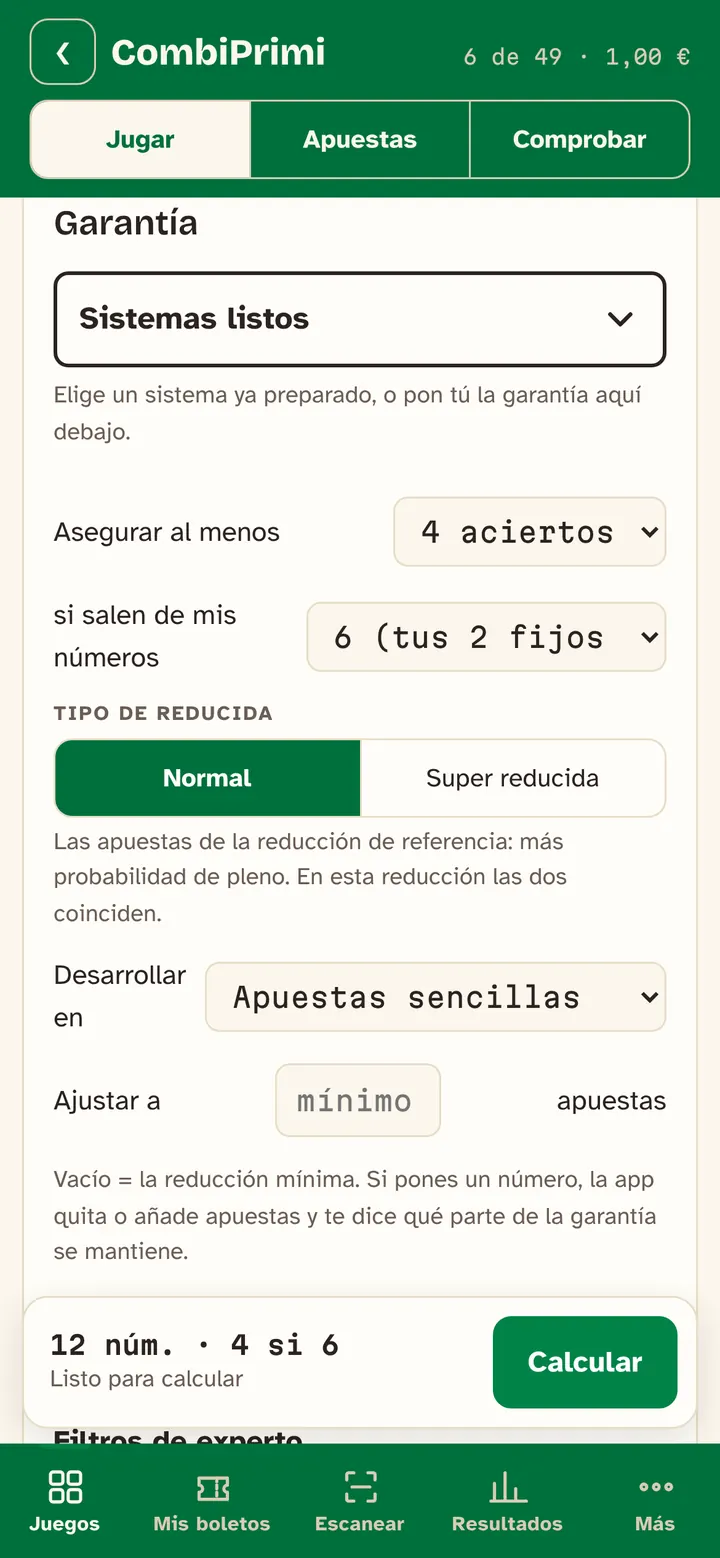 CombiPrimi
6 de 49 · 1,00 €
Jugar
Apuestas
Comprobar
Garantía
Sistemas listos
Elige un sistema ya preparado, o pon tú la garantía aquí
debajo.
Asegurar al menos
4 aciertos
si salen de mis
números
6 (tus 2 fijos
TIPO DE REDUCIDA
Normal
Super reducida
Las apuestas de la reducción de referencia: más
probabilidad de pleno. En esta reducción las dos
coinciden.
Desarrollar
en
Apuestas sencillas
Ajustar a
mínimo
apuestas
Vacío = la reducción mínima. Si pones un número, la app
quita o añade apuestas y te dice qué parte de la garantía
se mantiene.
12 núm. · 4 si 6
Listo para calcular
Calcular
Filtros de experto
Juegos
Mis boletos
Escanear
Resultados
Más